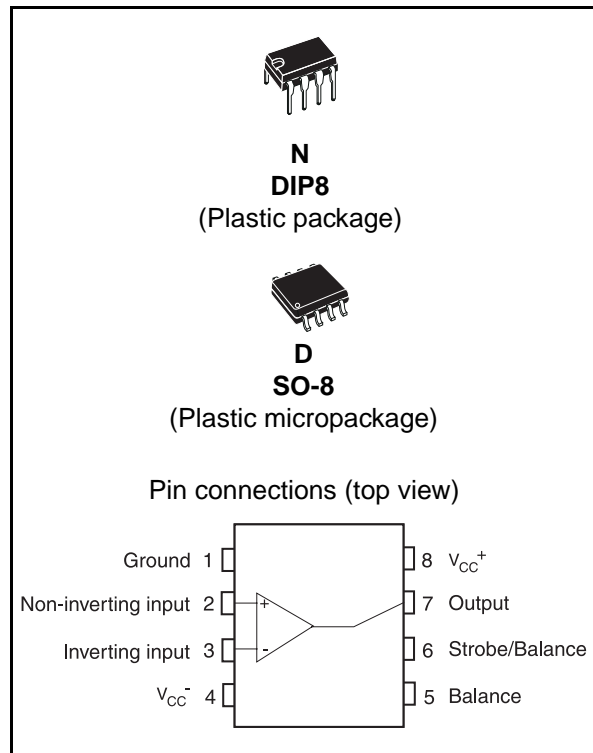 N
DIP8
(Plastic package)
D
SO-8
(Plastic micropackage)
Pin connections (top view)
Ground 1
Non-inverting input 2
Inverting input 3
VCC- 4
+
-
8 VCC+
7 Output
6 Strobe/Balance
5 Balance